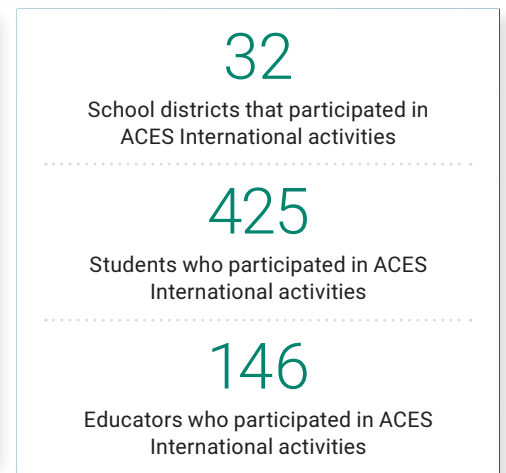 32
School districts that participated in
ACES International activities
425
Students who participated in ACES
International activities
146
Educators who participated in ACES
International activities